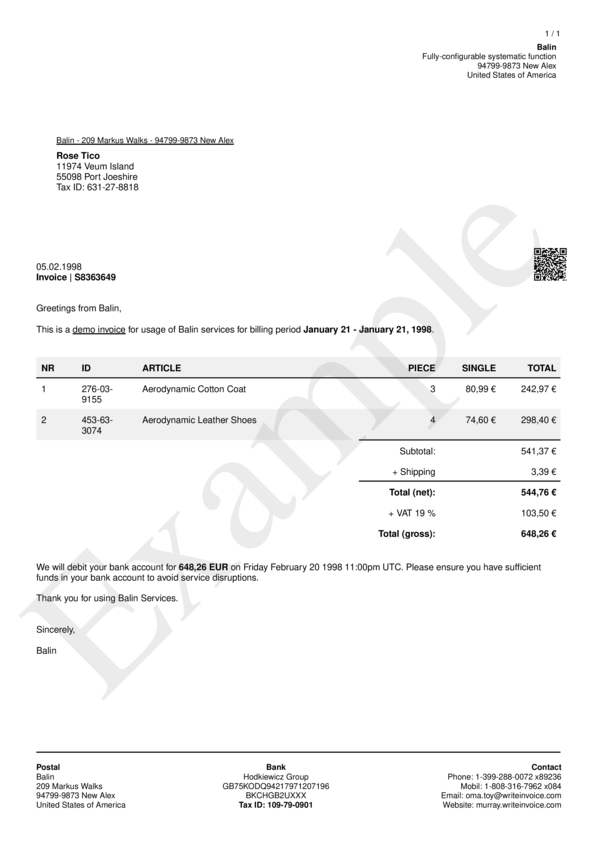 1 / 1
Balin
Fully-configurable systematic function
94799-9873 New Alex
United States of America
Balin - 209 Markus Walks - 94799-9873 New Alex
Rose Tico
11974 Veum Island
55098 Port Joeshire
Tax ID: 631-27-8818
05.02.1998
Invoice | S8363649
Greetings from Balin,
This is a demo invoice for usage of Balin services for billing period January 21 - January 21, 1998.
NR ID ARTICLE PIECE SINGLE TOTAL
1 276-03- Aerodynamic Cotton Coat 3 80,99 € 242,97 €
9155
2 453-63- Aerodynamic Leather Shoes 4 74,60 € 298,40 €
3074
Subtotal: 541,37 €
+ Shipping 3,39 €
Total (net): 544,76 €
+ VAT 19 % 103,50 €
Total (gross): 648,26 €
We will debit your bank account for 648,26 EUR on Friday February 20 1998 11:00pm UTC. Please ensure you have sufficient
funds in your bank account to avoid service disruptions.
Thank you for using Balin Services.
Sincerely,
Balin
Example
Postal Bank Contact
Balin Hodkiewicz Group Phone: 1-399-288-0072 x89236
209 Markus Walks GB75KODQ94217971207196 Mobil: 1-808-316-7962 x084
94799-9873 New Alex BKCHGB2UXXX Email: oma.toy@writeinvoice.com
United States of America Tax ID: 109-79-0901 Website: murray.writeinvoice.com